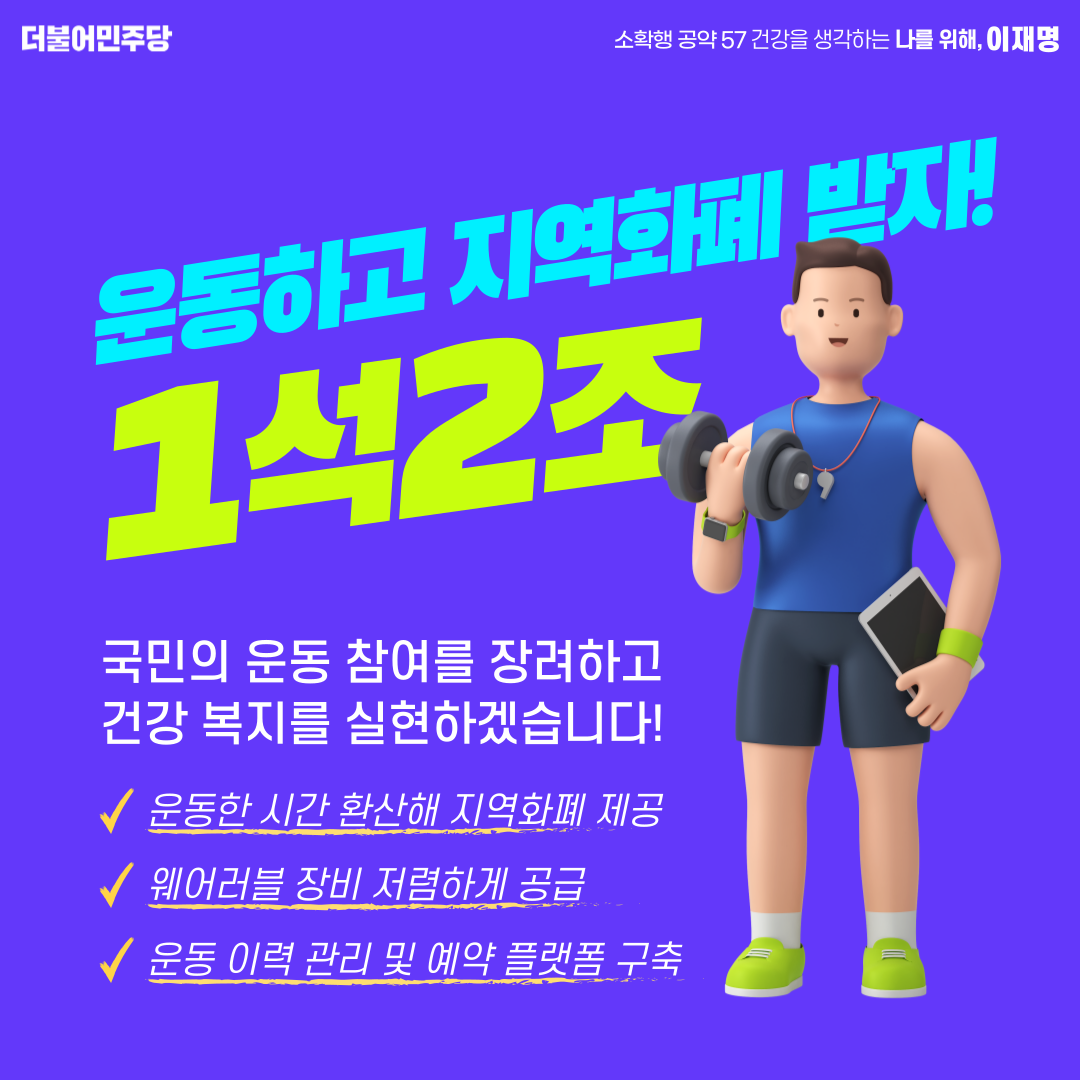 더불어민주당
소확행 공약 57 건강을 생각하는 나를 위해, 이재명
운동하고 지역화폐 받자!
1석2조
국민의 운동 참여를 장려하고
건강 복지를 실현하겠습니다!
운동한 시간 환산해 지역화폐 제공
웨어러블 장비 저렴하게 공급
운동 이력 관리 및 예약 플랫폼 구축